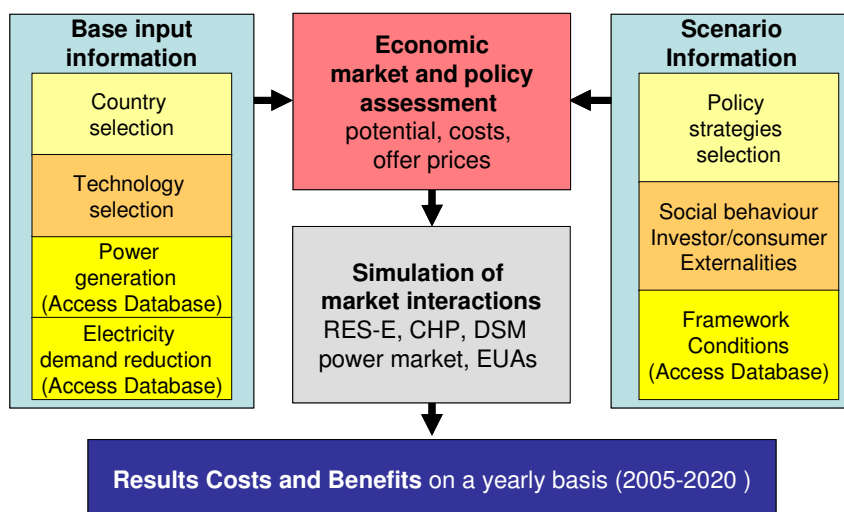 Base input
information
Country
selection
Technology
selection
Power
generation
(Access Database)
Electricity
demand reduction
(Access Database)
Economic
market and policy
assessment
potential, costs,
offer prices
Simulation of
market interactions
RES-E, CHP, DSM
power market, EUAs
Scenario
Information
Policy
strategies
selection
Social behaviour
Investor/consumer
Externalities
Framework
Conditions
(Access Database)
Results Costs and Benefits on a yearly basis (2005-2020 )